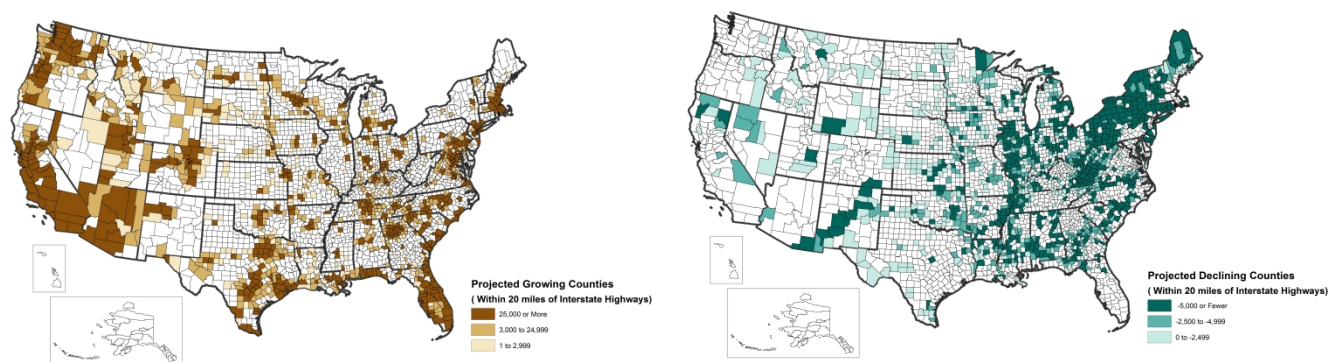 Projected Growing Counties
( Within 20 miles of Interstate Highways)
25,000 or More
3,000 to 24,999
1 to 2,999
Projected Declining Counties
( Within 20 miles of Interstate Highways)
-5,000 or Fewer
-2,500 to -4,999
0 to -2,499